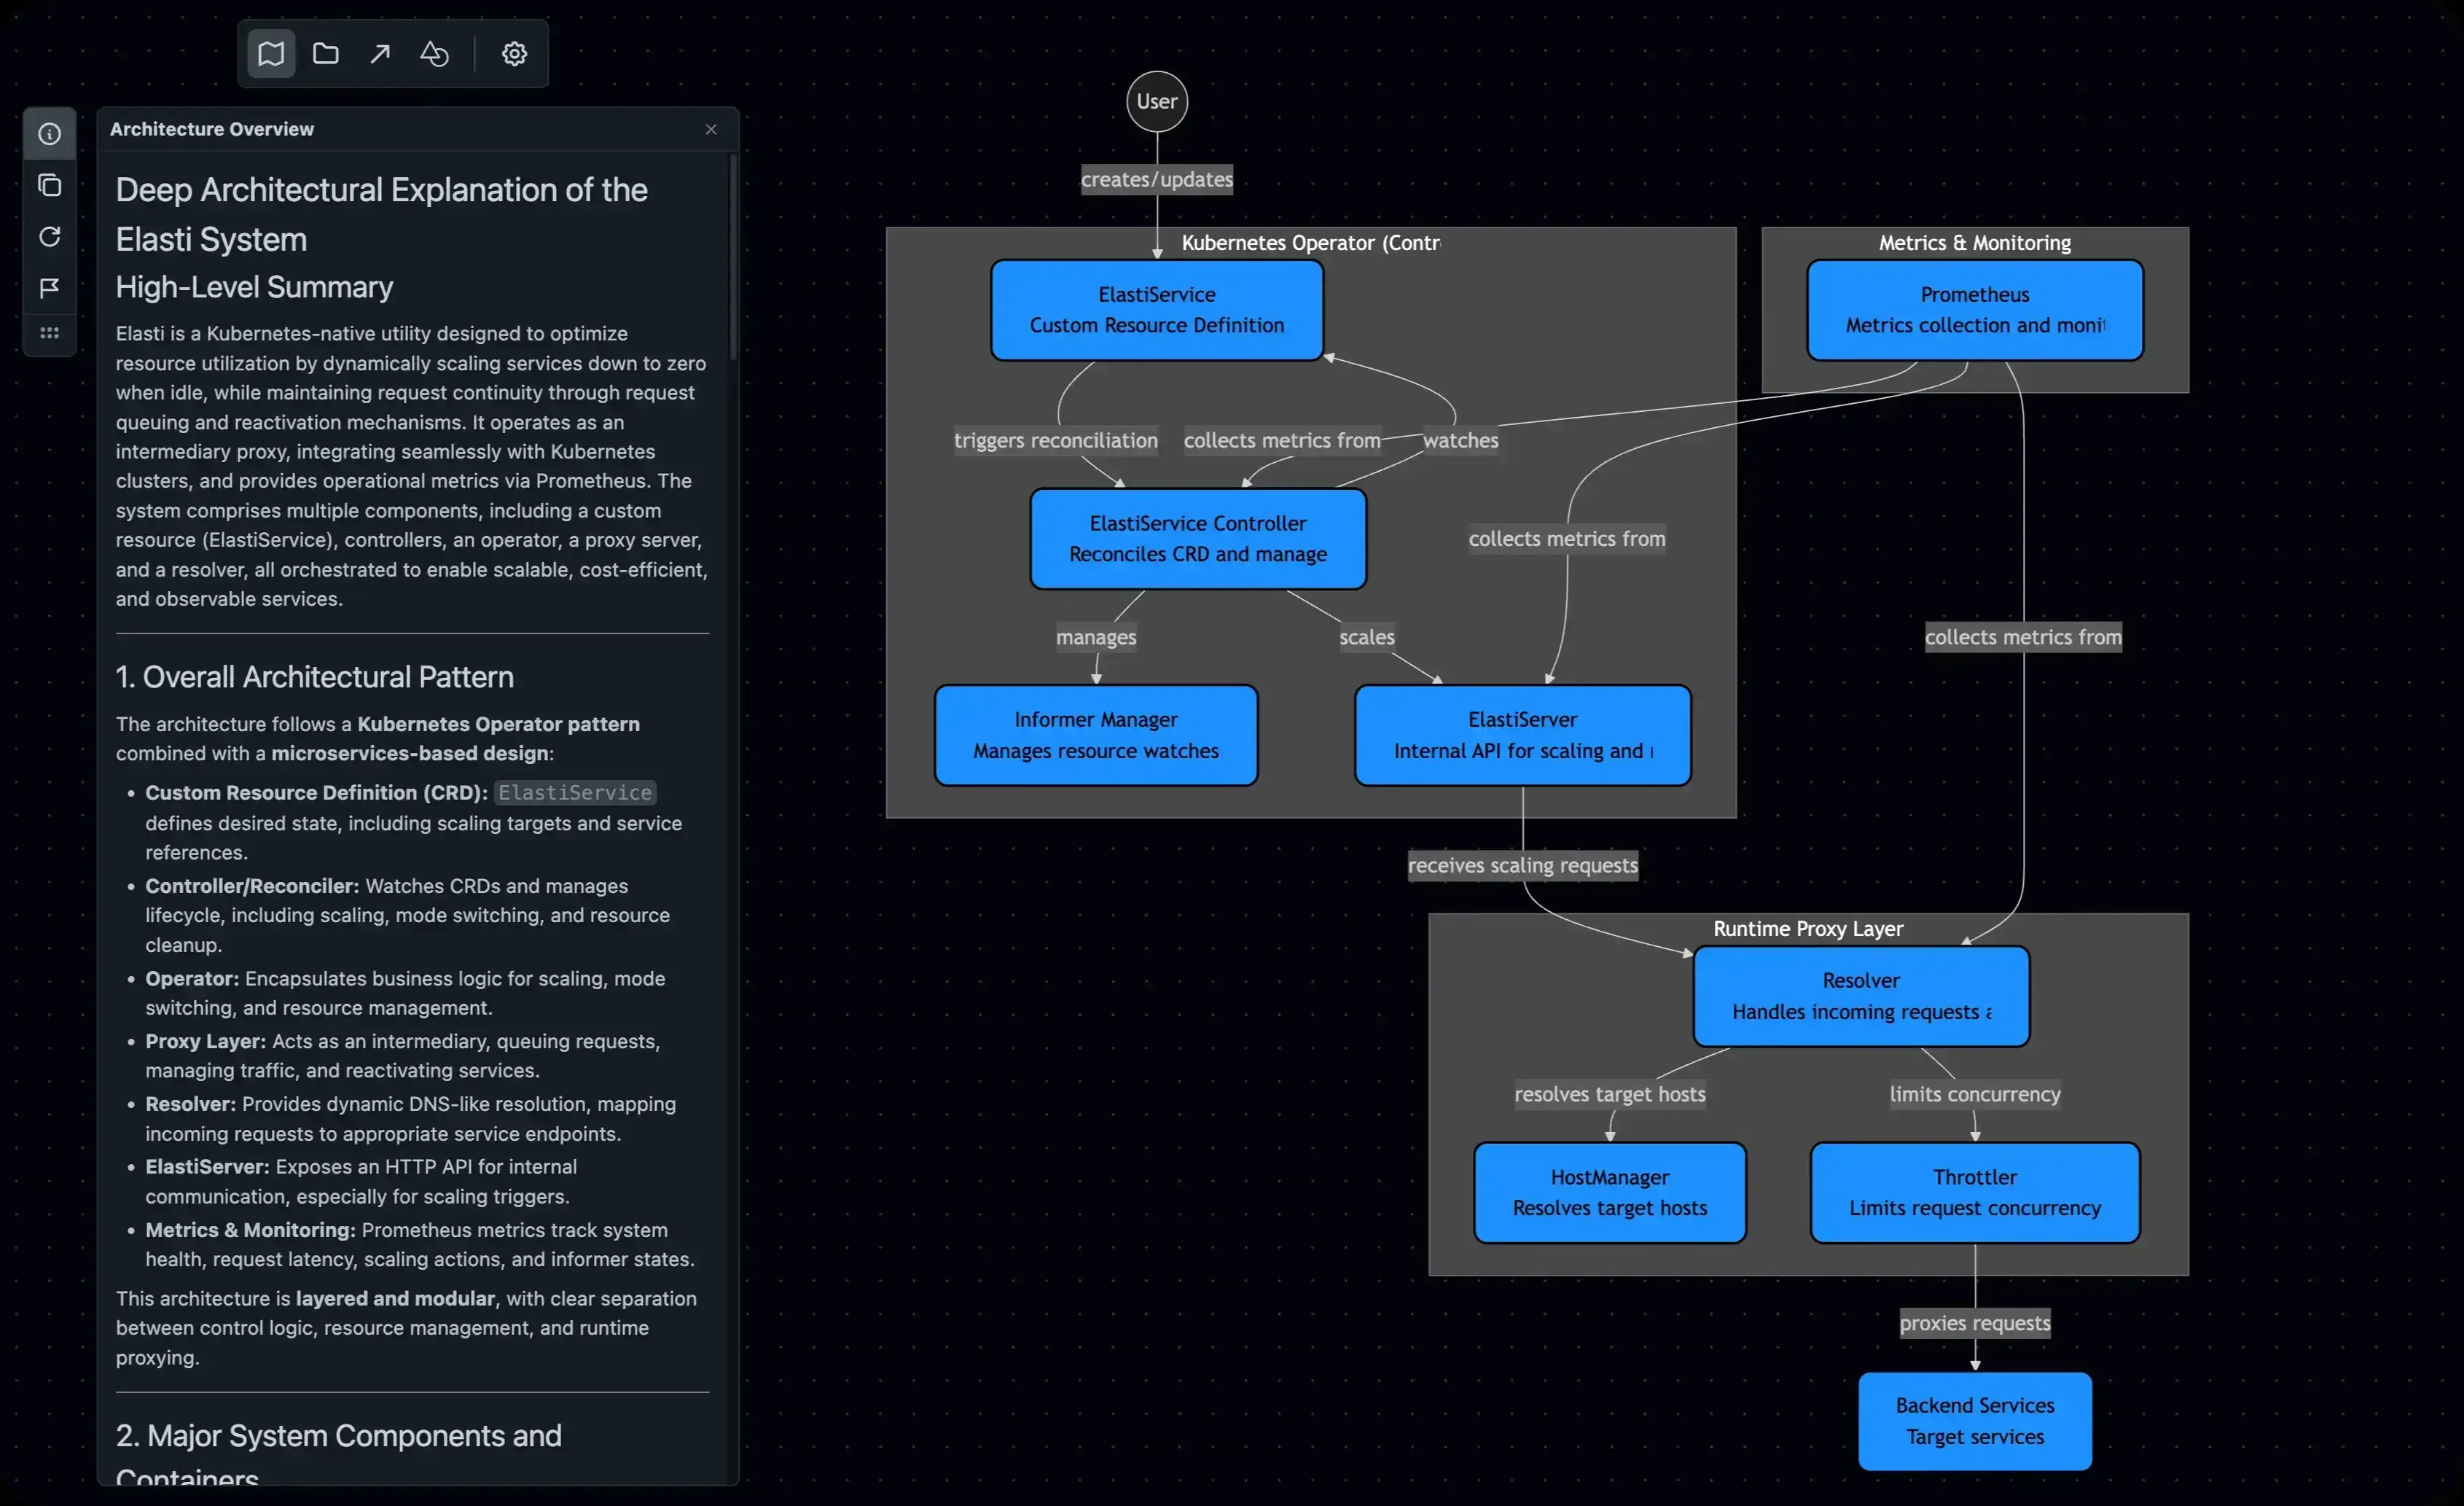 Architecture Overview
Deep Architectural Explanation of the
Elasti System
High-Level Summary
Elasti is a Kubernetes-native utility designed to optimize
resource utilization by dynamically scaling services down to zero
when idle, while maintaining request continuity through request
queuing and reactivation mechanisms. It operates as an
intermediary proxy, integrating seamlessly with Kubernetes
clusters, and provides operational metrics via Prometheus. The
system comprises multiple components, including a custom
resource (ElastiService), controllers, an operator, a proxy server,
and a resolver, all orchestrated to enable scalable, cost-efficient,
and observable services.
1. Overall Architectural Pattern
The architecture follows a Kubernetes Operator pattern
combined with a microservices-based design:
• Custom Resource Definition (CRD): ElastiService
defines desired state, including scaling targets and service
references.
• Controller/Reconciler: Watches CRDs and manages
lifecycle, including scaling, mode switching, and resource
cleanup.
• Operator: Encapsulates business logic for scaling, mode
switching, and resource management.
• Proxy Layer: Acts as an intermediary, queuing requests,
managing traffic, and reactivating services.
• Resolver: Provides dynamic DNS-like resolution, mapping
incoming requests to appropriate service endpoints.
• ElastiServer: Exposes an HTTP API for internal
communication, especially for scaling triggers.
• Metrics & Monitoring: Prometheus metrics track system
health, request latency, scaling actions, and informer states.
This architecture is layered and modular, with clear separation
between control logic, resource management, and runtime
proxying.
2. Major System Components and
Containers
User
creates/updates
Kubernetes Operator (Contr
ElastiService
Custom Resource Definition
Metrics & Monitoring
Prometheus
Metrics collection and moni
triggers reconciliation
collects metrics from
watches
ElastiService Controller
Reconciles CRD and manage
collects metrics from
manages
scales
collects metrics from
Informer Manager
Manages resource watches
ElastiServer
Internal API for scaling and
receives scaling requests
Runtime Proxy Layer
Resolver
Handles incoming requests
resolves target hosts
limits concurrency
HostManager
Resolves target hosts
Throttler
Limits request concurrency
proxies requests
Backend Services
Target services